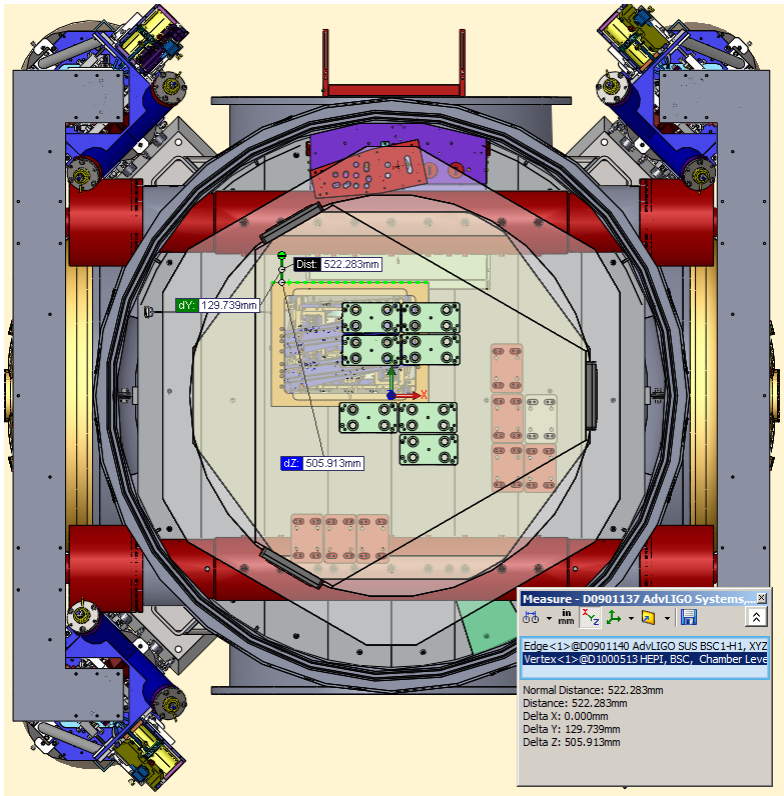 Dist: 522.283mm
dY: 129.739mm
X
dZ: 505.913mm
Measure - D0901137 AdvLIGO Systems,...
in
mm
X Y Z
Edge<1>@D0901140 AdvLIGO SUS BSC1-H1, XYZ
Vertex<1>@D1000513 HEPI, BSC, Chamber Leve
Normal Distance: 522.283mm
Distance: 522.283mm
Delta X: 0.000mm
Delta Y: 129.739mm
Delta Z: 505.913mm